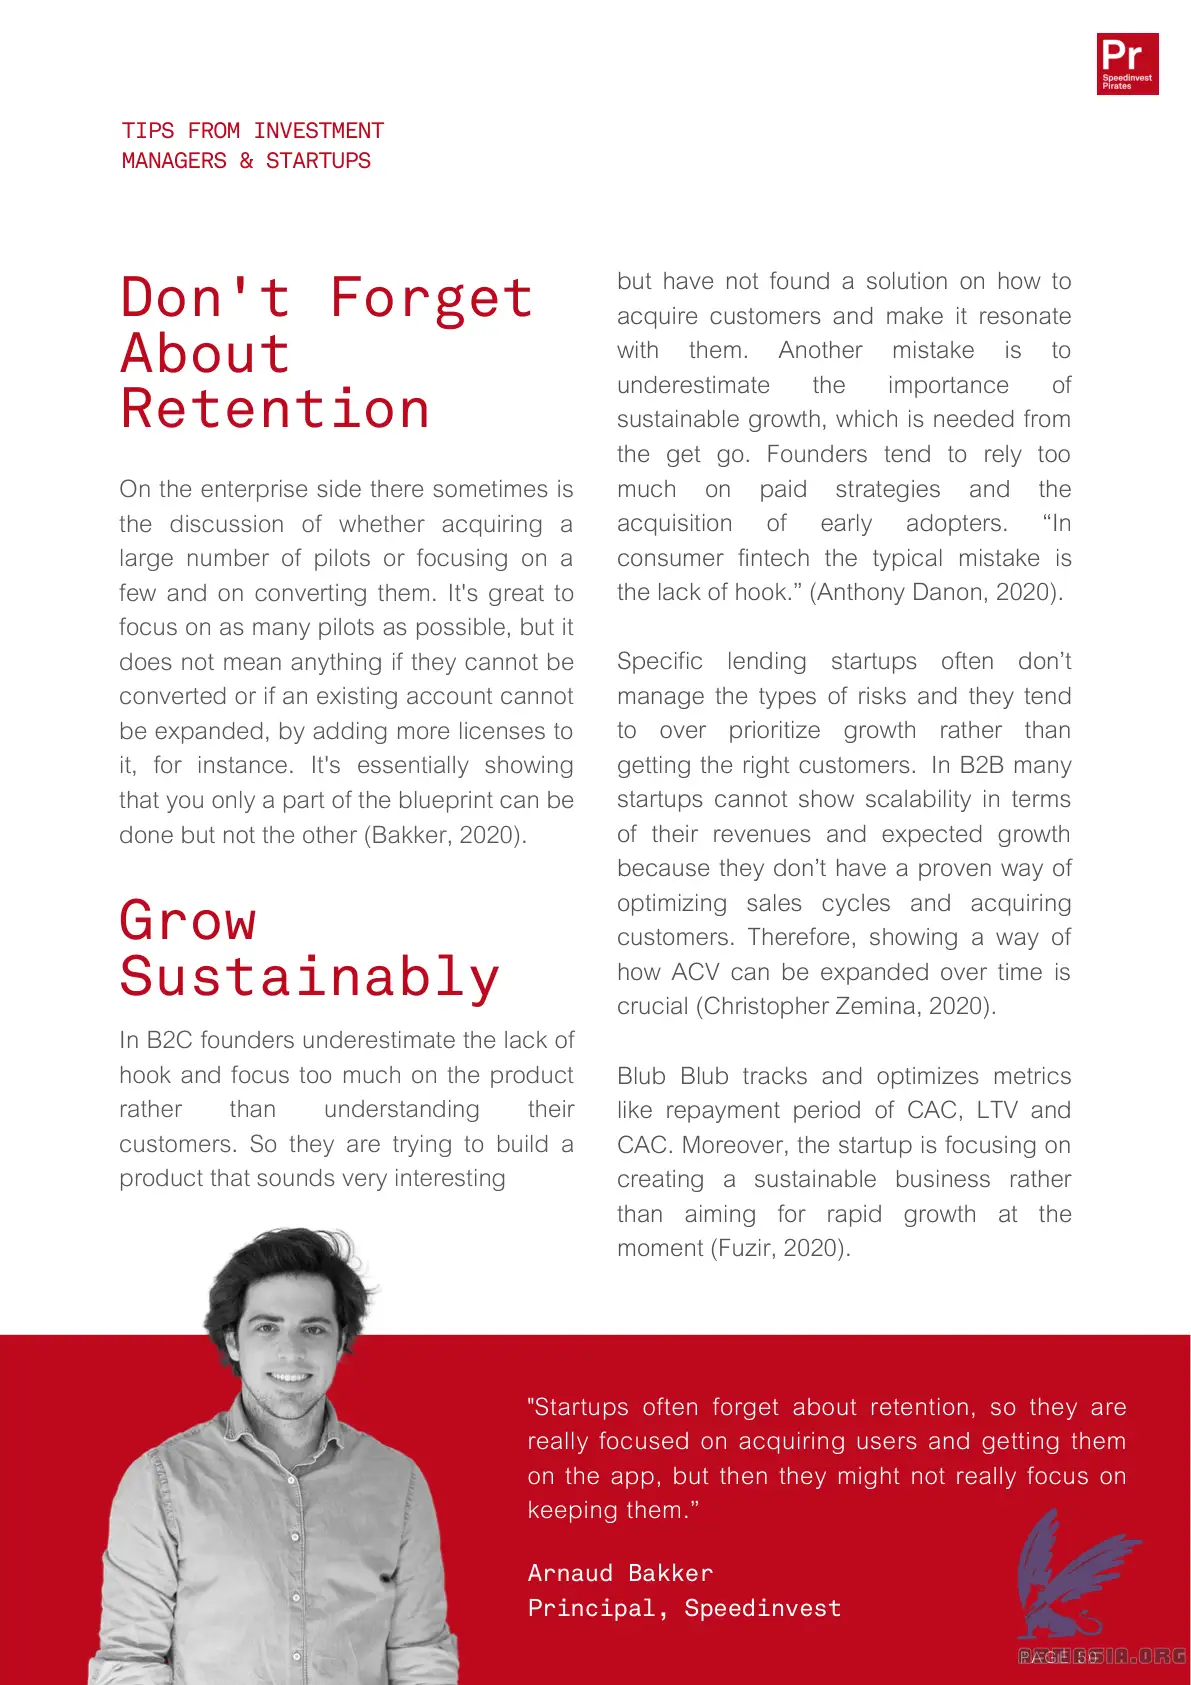 Pr
Speedinvest
Pirates
TIPS FROM INVESTMENT
MANAGERS & STARTUPS
Don't Forget
About
Retention
On the enterprise side there sometimes is
the discussion of whether acquiring a
large number of pilots or focusing on a
few and on converting them. It's great to
focus on as many pilots as possible, but it
does not mean anything if they cannot be
converted or if an existing account cannot
be expanded, by adding more licenses to
it, for instance. It's essentially showing
that you only a part of the blueprint can be
done but not the other (Bakker, 2020).
Grow
Sustainably
In B2C founders underestimate the lack of
hook and focus too much on the product
rather than understanding their
customers. So they are trying to build a
product that sounds very interesting
but have not found a solution on how to
acquire customers and make it resonate
with them. Another mistake is to
underestimate the importance of
sustainable growth, which is needed from
the get go. Founders tend to rely too
much on paid strategies and the
acquisition of early adopters. “In
consumer fintech the typical mistake is
the lack of hook.” (Anthony Danon, 2020).
Specific lending startups often don’t
manage the types of risks and they tend
to over prioritize growth rather than
getting the right customers. In B2B many
startups cannot show scalability in terms
of their revenues and expected growth
because they don’t have a proven way of
optimizing sales cycles and acquiring
customers. Therefore, showing a way of
how ACV can be expanded over time is
crucial (Christopher Zemina, 2020).
Blub Blub tracks and optimizes metrics
like repayment period of CAC, LTV and
CAC. Moreover, the startup is focusing on
creating a sustainable business rather
than aiming for rapid growth at the
moment (Fuzir, 2020).
"Startups often forget about retention, so they are
really focused on acquiring users and getting them
on the app, but then they might not really focus on
keeping them.”
Arnaud Bakker
Principal, Speedinvest
PAGE